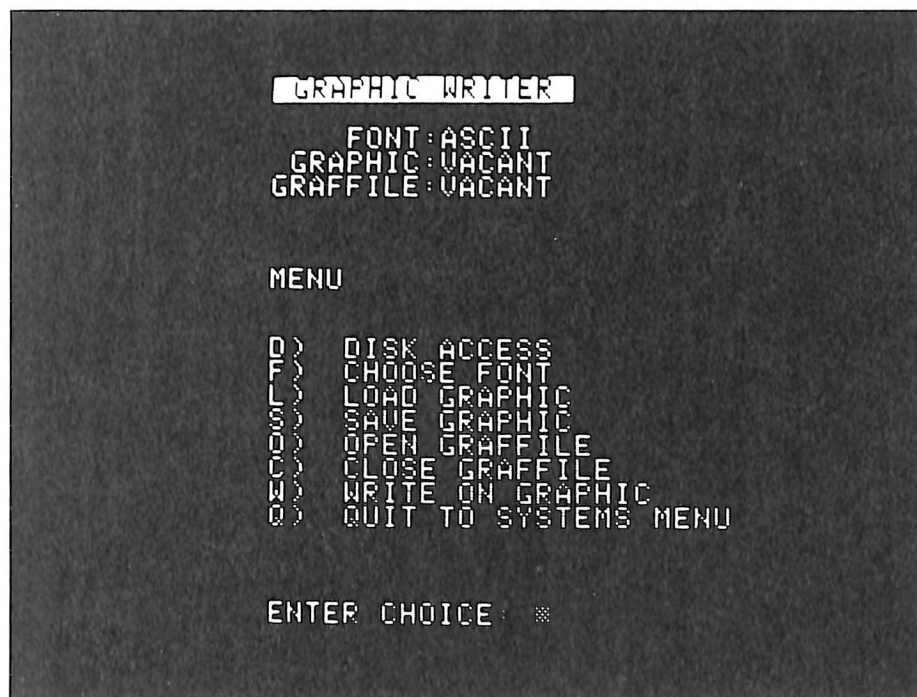 GRAPHIC WRITER
FONT:ASCII
GRAPHIC:VACANT
GRAFFILE:VACANT
MENU
D) DISK ACCESS
F) CHOOSE FONT
L) LOAD GRAPHIC
S) SAVE GRAPHIC
O) OPEN GRAFFILE
C) CLOSE GRAFFILE
W) WRITE ON GRAPHIC
Q) QUIT TO SYSTEMS MENU
ENTER CHOICE: